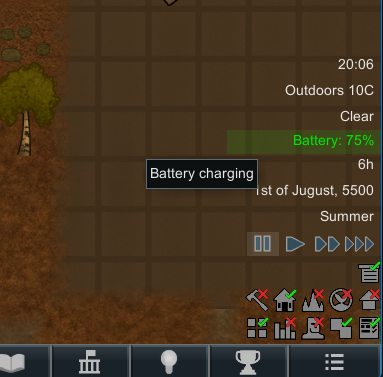 20:06
Outdoors 10C
Clear
Battery: 75%
6h
Battery charging
1st of Jugust, 5500
Summer